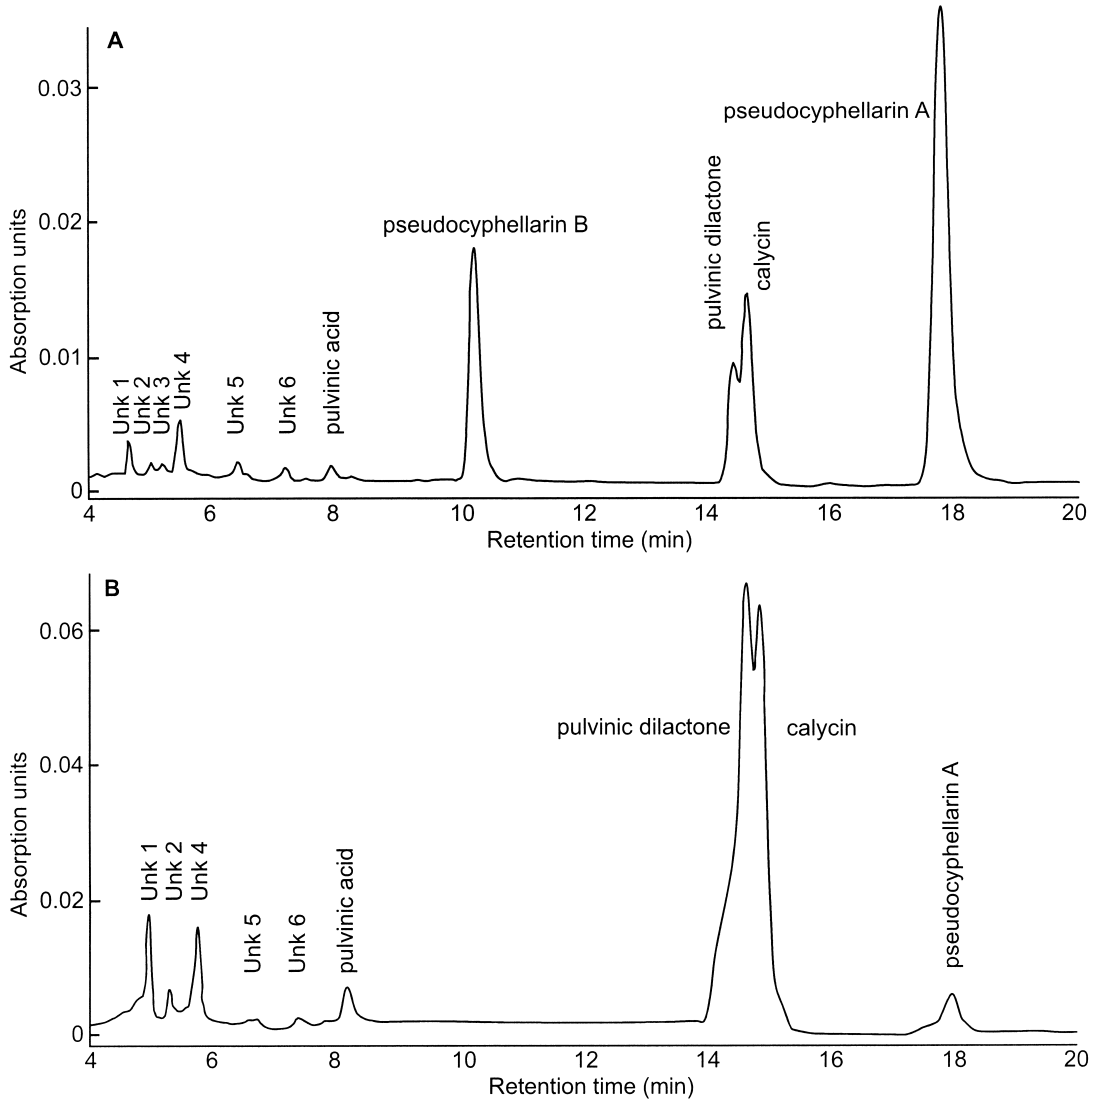 A
0.03
pseudocyphellarin A
pulvinic dilactone
calycin
0.02
pseudocyphellarin B
Absorption units
0.01
Unk 1
Unk 2
Unk 3
Unk 4
Unk 5
Unk 6
pulvinic acid
0
4 6 8 10 12 14 16 18 20
Retention time (min)
B
0.06
pulvinic dilactone
calycin
0.04
pseudocyphellarin A
Absorption units
0.02
Unk 1
Unk 2
Unk 4
Unk 5
Unk 6
pulvinic acid
0
4 6 8 10 12 14 16 18 20
Retention time (min)